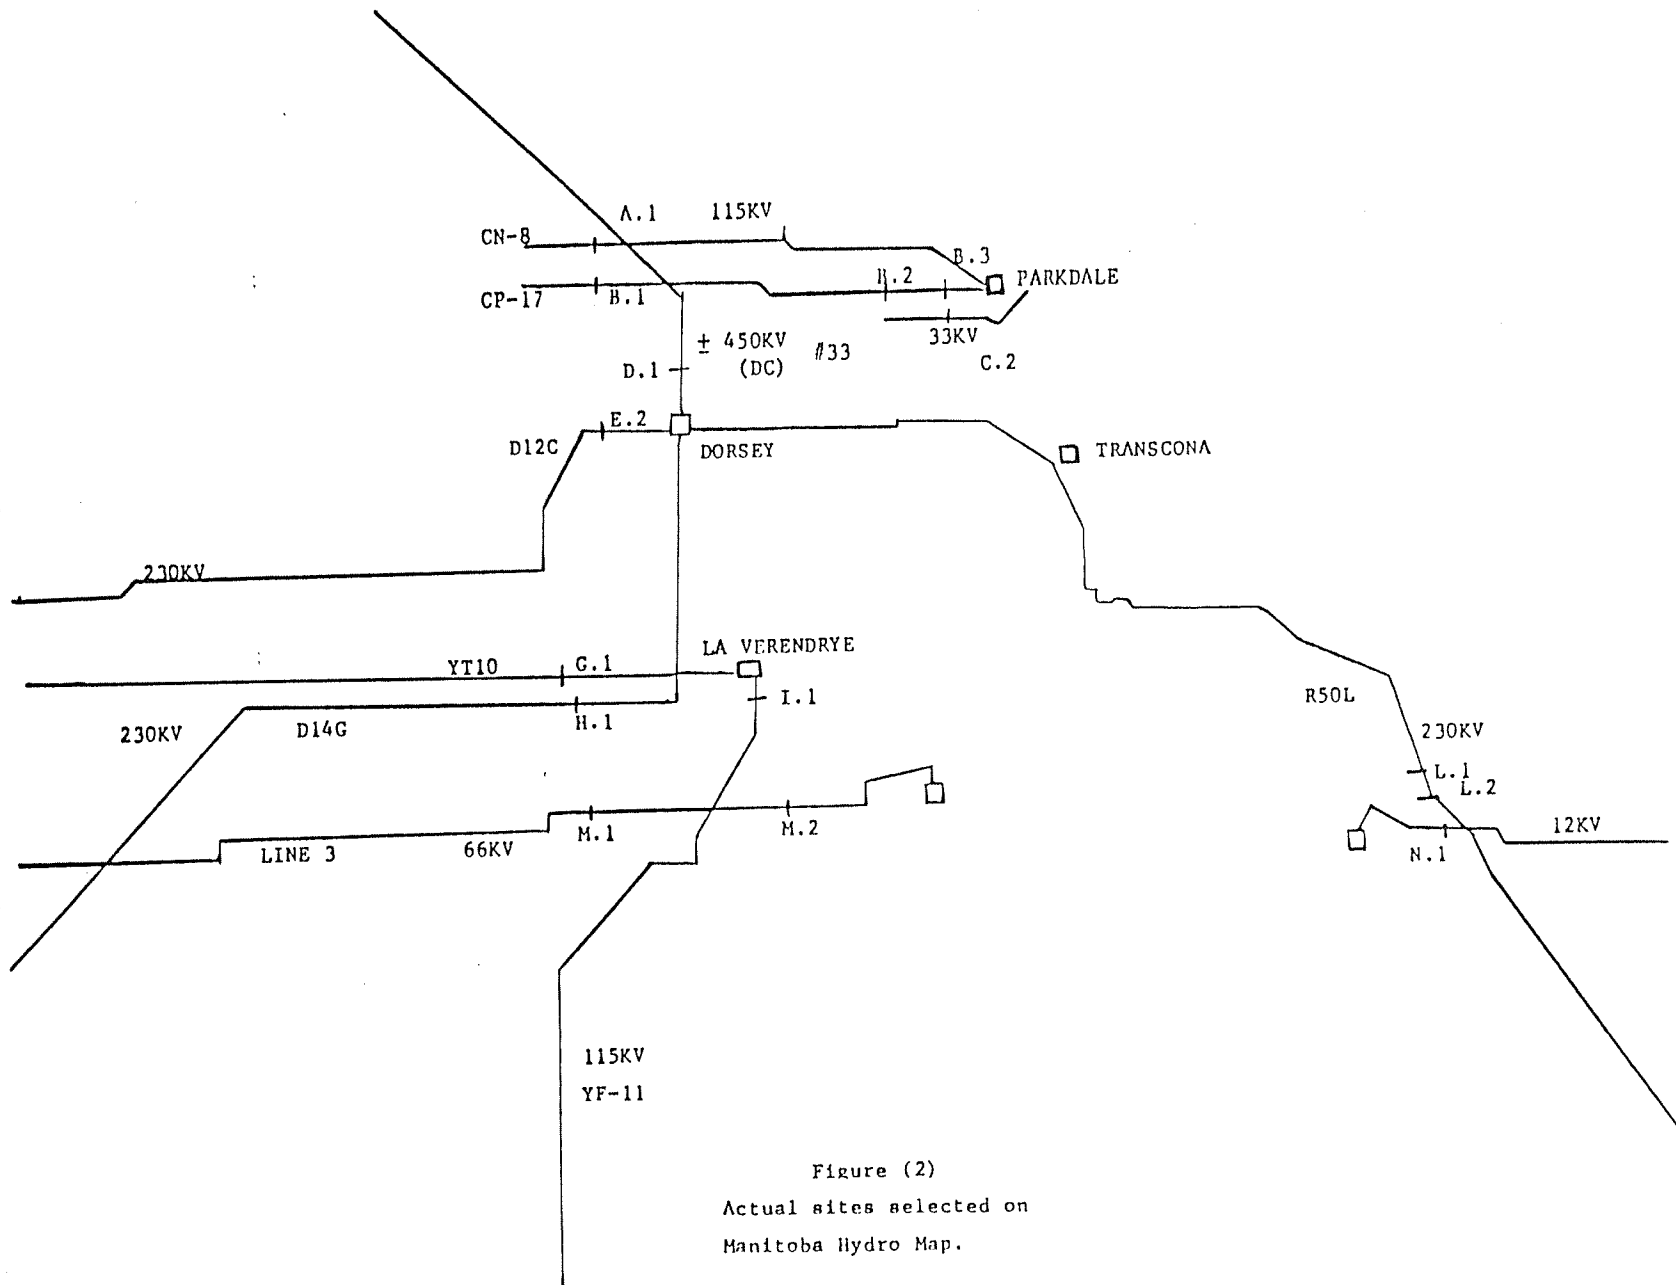 A.1 115KV
CN-8
B.3
B.2
PARKDALE
CP-17
B.1
33KV
± 450KV
#33
(DC)
D.1
C.2
E.2
D12C
DORSEY
TRANSCONA
230KV
LA VERENDRYE
YT10
G.1
I.1
R50L
230KV
D14G
H.1
230KV
L.1
L.2
M.1
M.2
12KV
LINE 3
66KV
N.1
115KV
YF-11
Figure (2)
Actual sites selected on
Manitoba Hydro Map.